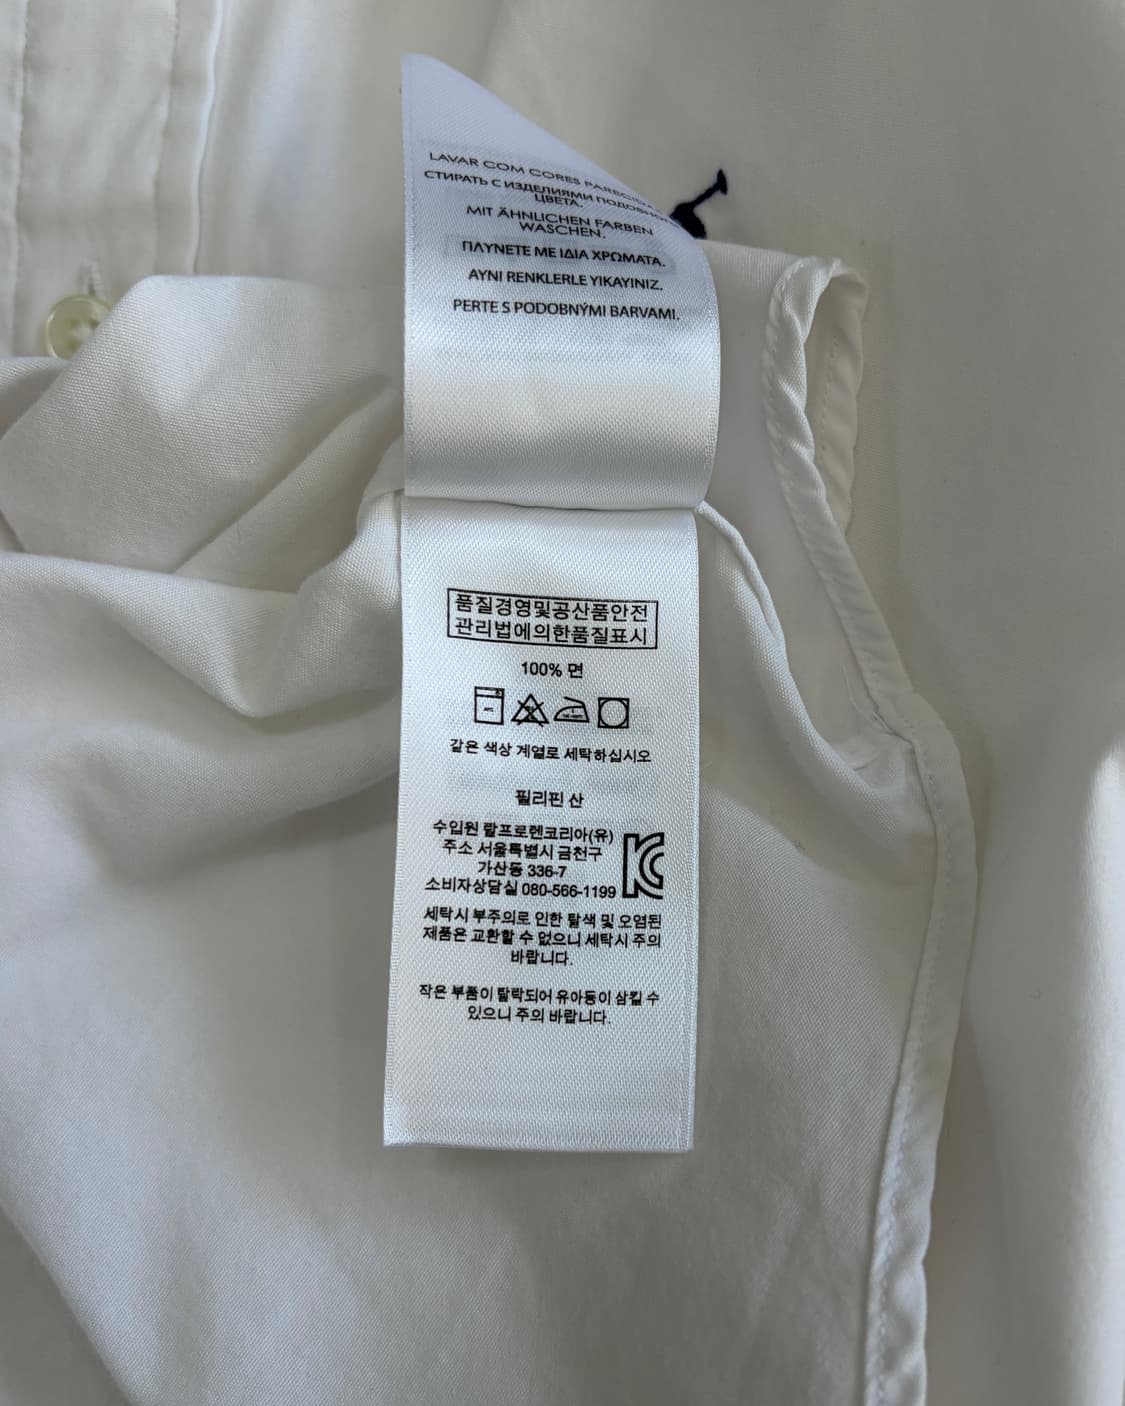 LAVAR COM CORES PARECIDAS
СТИРАТЬ С ИЗДЕЛИЯМИ ПОДОБНОГО
ЦВЕТА.
MIT ÄHNLICHEN FARBEN
WASCHEN.
ΠΛΥΝΕΤΕ ΜΕ ΙΔΙΑ ΧΡΩΜΑΤΑ.
AYNI RENKLERLE YIKAYINIZ.
PERTE S PODOBNÝMI BARVAMI.
품질경영및공산품안전
관리법에의한품질표시
100% 면
같은 색상 계열로 세탁하십시오
필리핀 산
수입원 랄프로렌코리아(유)
주소 서울특별시 금천구
가산동 336-7
소비자상담실 080-566-1199
KC
세탁시 부주의로 인한 탈색 및 오염된
제품은 교환할 수 없으니 세탁시 주의
바랍니다.
작은 부품이 탈락되어 유아등이 삼킬 수
있으니 주의 바랍니다.